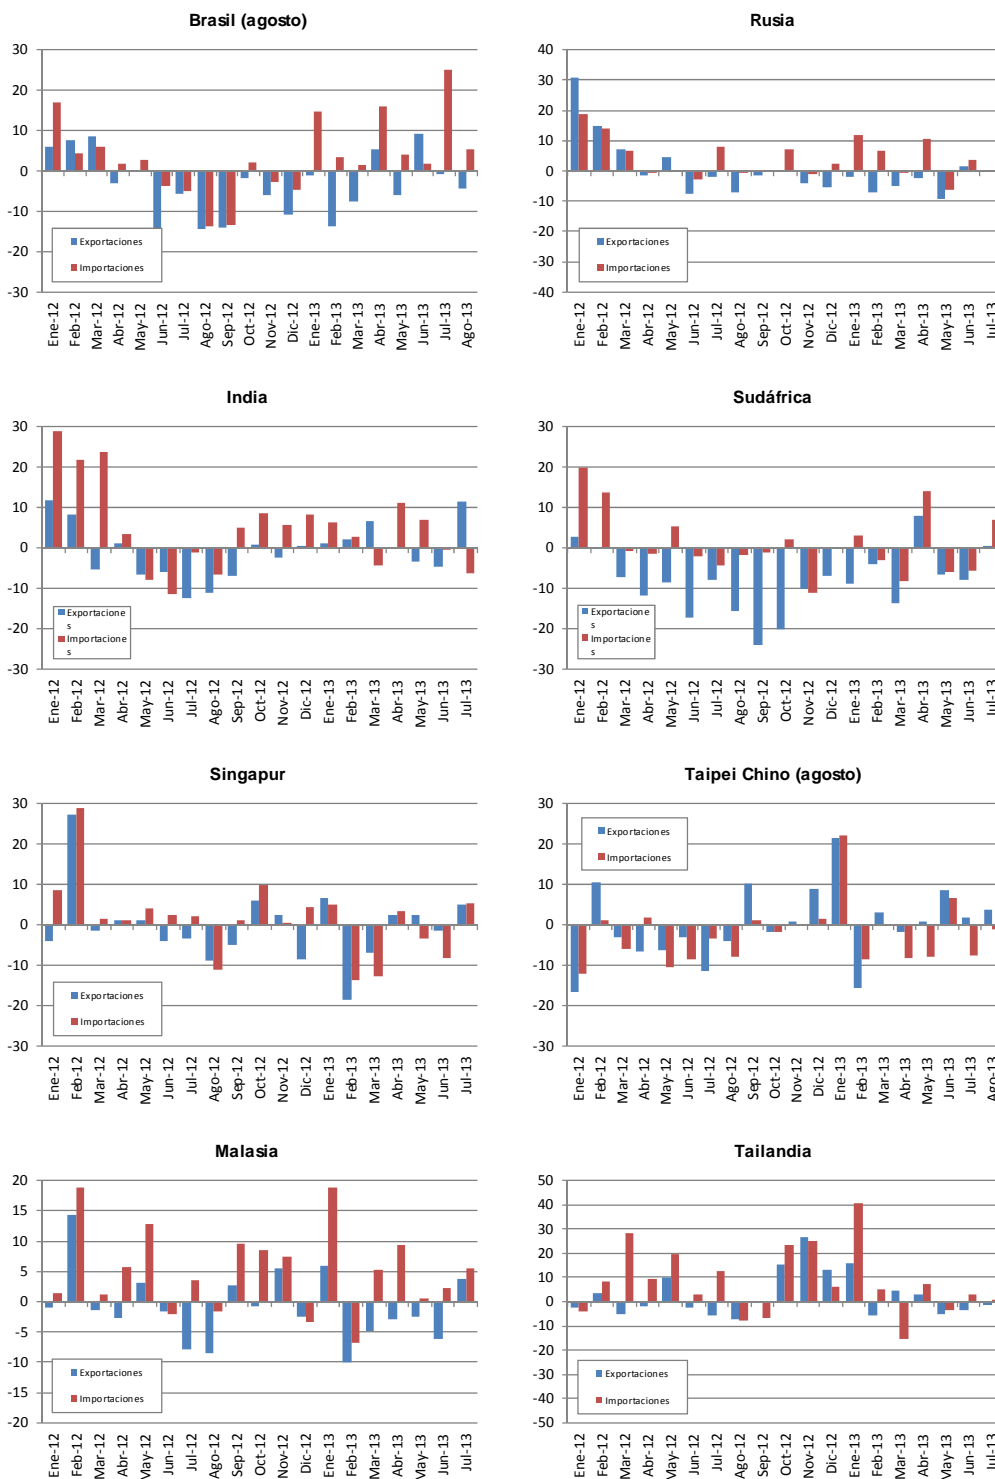 Brasil (agosto)
30
20
10
0
-10
-20
-30
Exportaciones
Importaciones
Ene-12
Feb-12
Mar-12
Abr-12
May-12
Jun-12
Jul-12
Ago-12
Sep-12
Oct-12
Nov-12
Dic-12
Ene-13
Feb-13
Mar-13
Abr-13
May-13
Jun-13
Jul-13
Ago-13
Rusia
40
30
20
10
0
-10
-20
-30
-40
Exportaciones
Importaciones
Ene-12
Feb-12
Mar-12
Abr-12
May-12
Jun-12
Jul-12
Ago-12
Sep-12
Oct-12
Nov-12
Dic-12
Ene-13
Feb-13
Mar-13
Abr-13
May-13
Jun-13
Jul-13
India
30
20
10
0
-10
-20
-30
Exportacione
s
Importacione
s
Ene-12
Feb-12
Mar-12
Abr-12
May-12
Jun-12
Jul-12
Ago-12
Sep-12
Oct-12
Nov-12
Dic-12
Ene-13
Feb-13
Mar-13
Abr-13
May-13
Jun-13
Jul-13
Sudáfrica
30
20
10
0
-10
-20
-30
Exportacione
s
Importacione
s
Ene-12
Feb-12
Mar-12
Abr-12
May-12
Jun-12
Jul-12
Ago-12
Sep-12
Oct-12
Nov-12
Dic-12
Ene-13
Feb-13
Mar-13
Abr-13
May-13
Jun-13
Jul-13
Singapur
30
20
10
0
-10
-20
-30
Exportaciones
Importaciones
Ene-12
Feb-12
Mar-12
Abr-12
May-12
Jun-12
Jul-12
Ago-12
Sep-12
Oct-12
Nov-12
Dic-12
Ene-13
Feb-13
Mar-13
Abr-13
May-13
Jun-13
Jul-13
Taipei Chino (agosto)
30
20
10
0
-10
-20
-30
Exportaciones
Importaciones
Ene-12
Feb-12
Mar-12
Abr-12
May-12
Jun-12
Jul-12
Ago-12
Sep-12
Oct-12
Nov-12
Dic-12
Ene-13
Feb-13
Mar-13
Abr-13
May-13
Jun-13
Jul-13
Ago-13
Malasia
20
15
10
5
0
-5
-10
-15
-20
Exportaciones
Importaciones
Ene-12
Feb-12
Mar-12
Abr-12
May-12
Jun-12
Jul-12
Ago-12
Sep-12
Oct-12
Nov-12
Dic-12
Ene-13
Feb-13
Mar-13
Abr-13
May-13
Jun-13
Jul-13
Tailandia
50
40
30
20
10
0
-10
-20
-30
-40
-50
Exportaciones
Importaciones
Ene-12
Feb-12
Mar-12
Abr-12
May-12
Jun-12
Jul-12
Ago-12
Sep-12
Oct-12
Nov-12
Dic-12
Ene-13
Feb-13
Mar-13
Abr-13
May-13
Jun-13
Jul-13